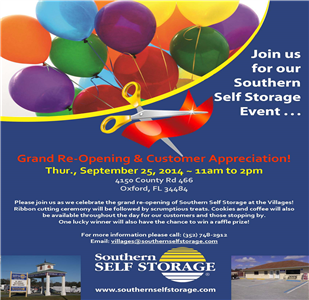 Join us
for our
Southern
Self Storage
Event . . .
Grand Re-Opening & Customer Appreciation!
Thur., September 25, 2014 ~ 11am to 2pm
4150 County Rd 466
Oxford, FL 34484
Please join us as we celebrate the grand re-opening of Southern Self Storage at the Villages!
Ribbon cutting ceremony will be followed by scrumptious treats. Cookies and coffee will
also be available throughout the day for our customers and those stopping by.
One lucky winner will also have the chance to win a raffle prize!
For more information please call: (352) 748-2912
Email: villages@southernselfstorage.com
Southern
SELF STORAGE
www.southernselfstorage.com